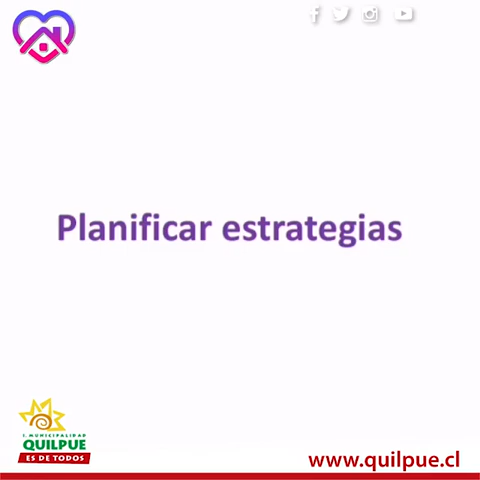 Planificar estrategias
I. MUNICIPALIDAD
QUILPUE
ES DE TODOS
www.quilpue.cl